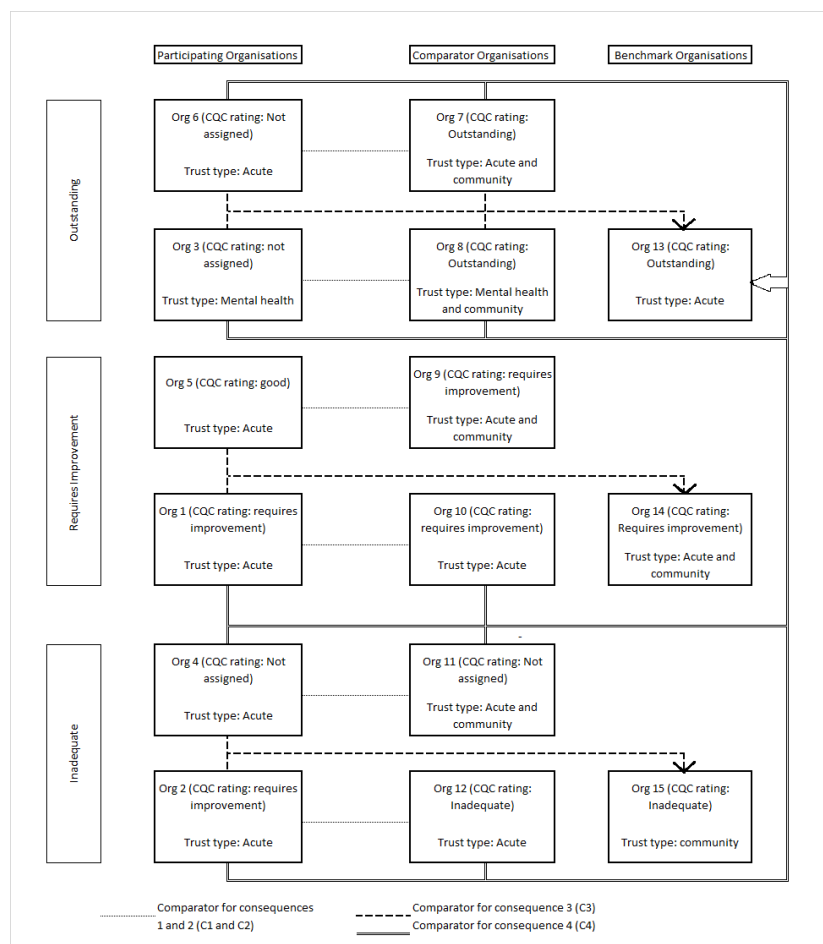 Participating Organisations
Comparator Organisations
Benchmark Organisations
Outstanding
Org 6 (CQC rating: Not
assigned)
Trust type: Acute
Org 7 (CQC rating:
Outstanding)
Trust type: Acute and
community
Org 3 (CQC rating: not
assigned)
Trust type: Mental health
Org 8 (CQC rating:
Outstanding)
Trust type: Mental health
and community
Org 13 (CQC rating:
Outstanding)
Trust type: Acute
Requires Improvement
Org 5 (CQC rating: good)
Trust type: Acute
Org 9 (CQC rating: requires
improvement)
Trust type: Acute and
community
Org 1 (CQC rating: requires
improvement)
Trust type: Acute
Org 10 (CQC rating:
requires improvement)
Trust type: Acute
Org 14 (CQC rating:
Requires improvement)
Trust type: Acute and
community
Inadequate
Org 4 (CQC rating: Not
assigned)
Trust type: Acute
Org 11 (CQC rating: Not
assigned)
Trust type: Acute and
community
Org 2 (CQC rating: requires
improvement)
Trust type: Acute
Org 12 (CQC rating:
Inadequate)
Trust type: Acute
Org 15 (CQC rating:
Inadequate)
Trust type: community
Comparator for consequences
1 and 2 (C1 and C2)
Comparator for consequence 3 (C3)
Comparator for consequence 4 (C4)